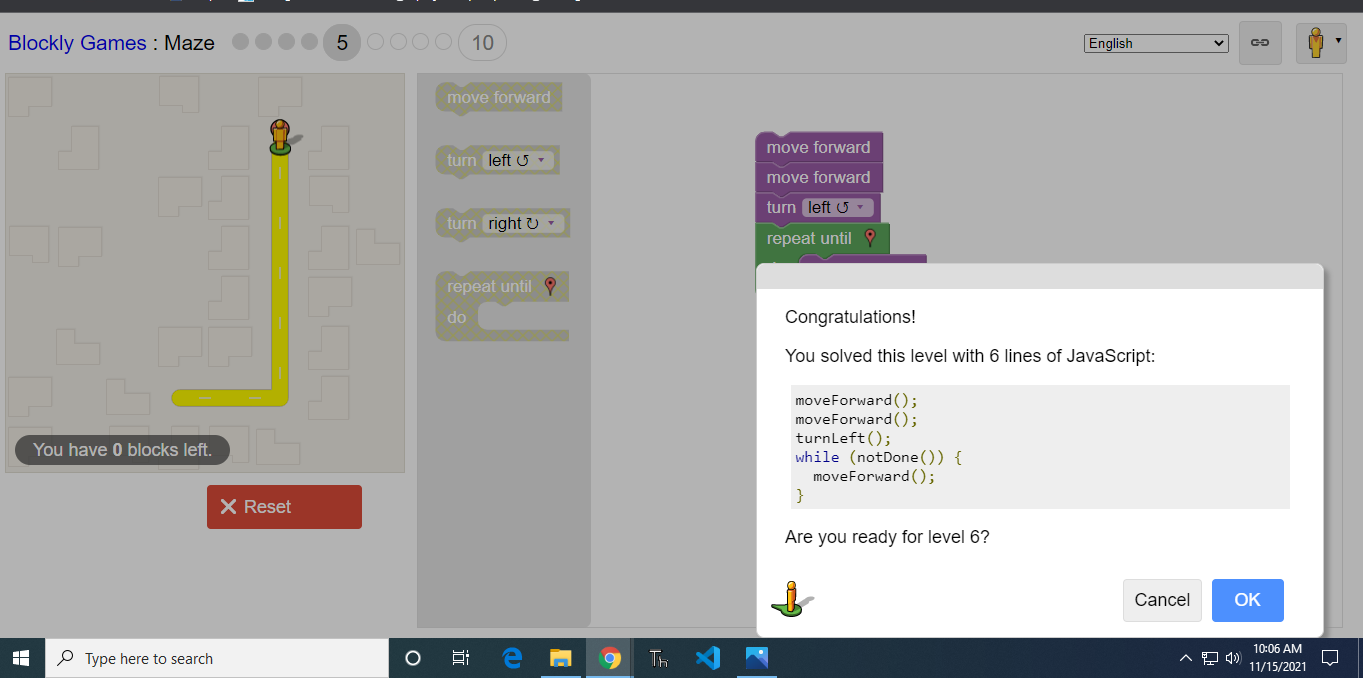 Blockly Games : Maze
5
10
English
move forward
turn left ↺
turn right ↻
repeat until
do
move forward
move forward
turn left ↺
repeat until
You have 0 blocks left.
Reset
Congratulations!
You solved this level with 6 lines of JavaScript:
moveForward();
moveForward();
turnLeft();
while (notDone()) {
  moveForward();
}
Are you ready for level 6?
Cancel
OK
Type here to search
Th
10:06 AM
11/15/2021